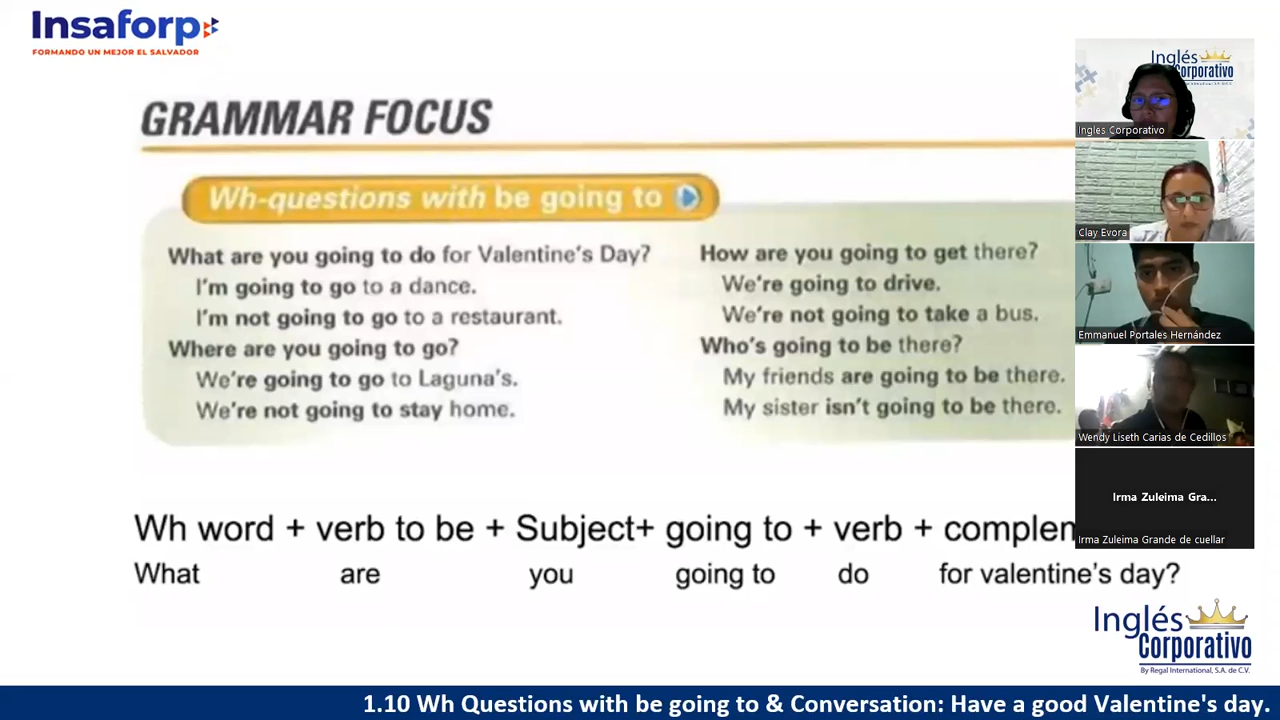 Insaforp
FORMANDO UN MEJOR EL SALVADOR
GRAMMAR FOCUS
Wh-questions with be going to
What are you going to do for Valentine's Day?
I'm going to go to a dance.
I'm not going to go to a restaurant.
Where are you going to go?
We're going to go to Laguna's.
We're not going to stay home.
How are you going to get there?
We're going to drive.
We're not going to take a bus.
Who's going to be there?
My friends are going to be there.
My sister isn't going to be there.
Wh word + verb to be + Subject+ going to + verb + complem
What are you going to do for valentine's day?
Inglés
Corporativo
Ingles Corporativo
Clay Evora
Emmanuel Portales Hernández
Wendy Liseth Carias de Cedillos
Irma Zuleima Gra...
Irma Zuleima Grande de cuellar
Inglés
Corporativo
By Regal International, S.A. de C.V.
1.10 Wh Questions with be going to & Conversation: Have a good Valentine's day.